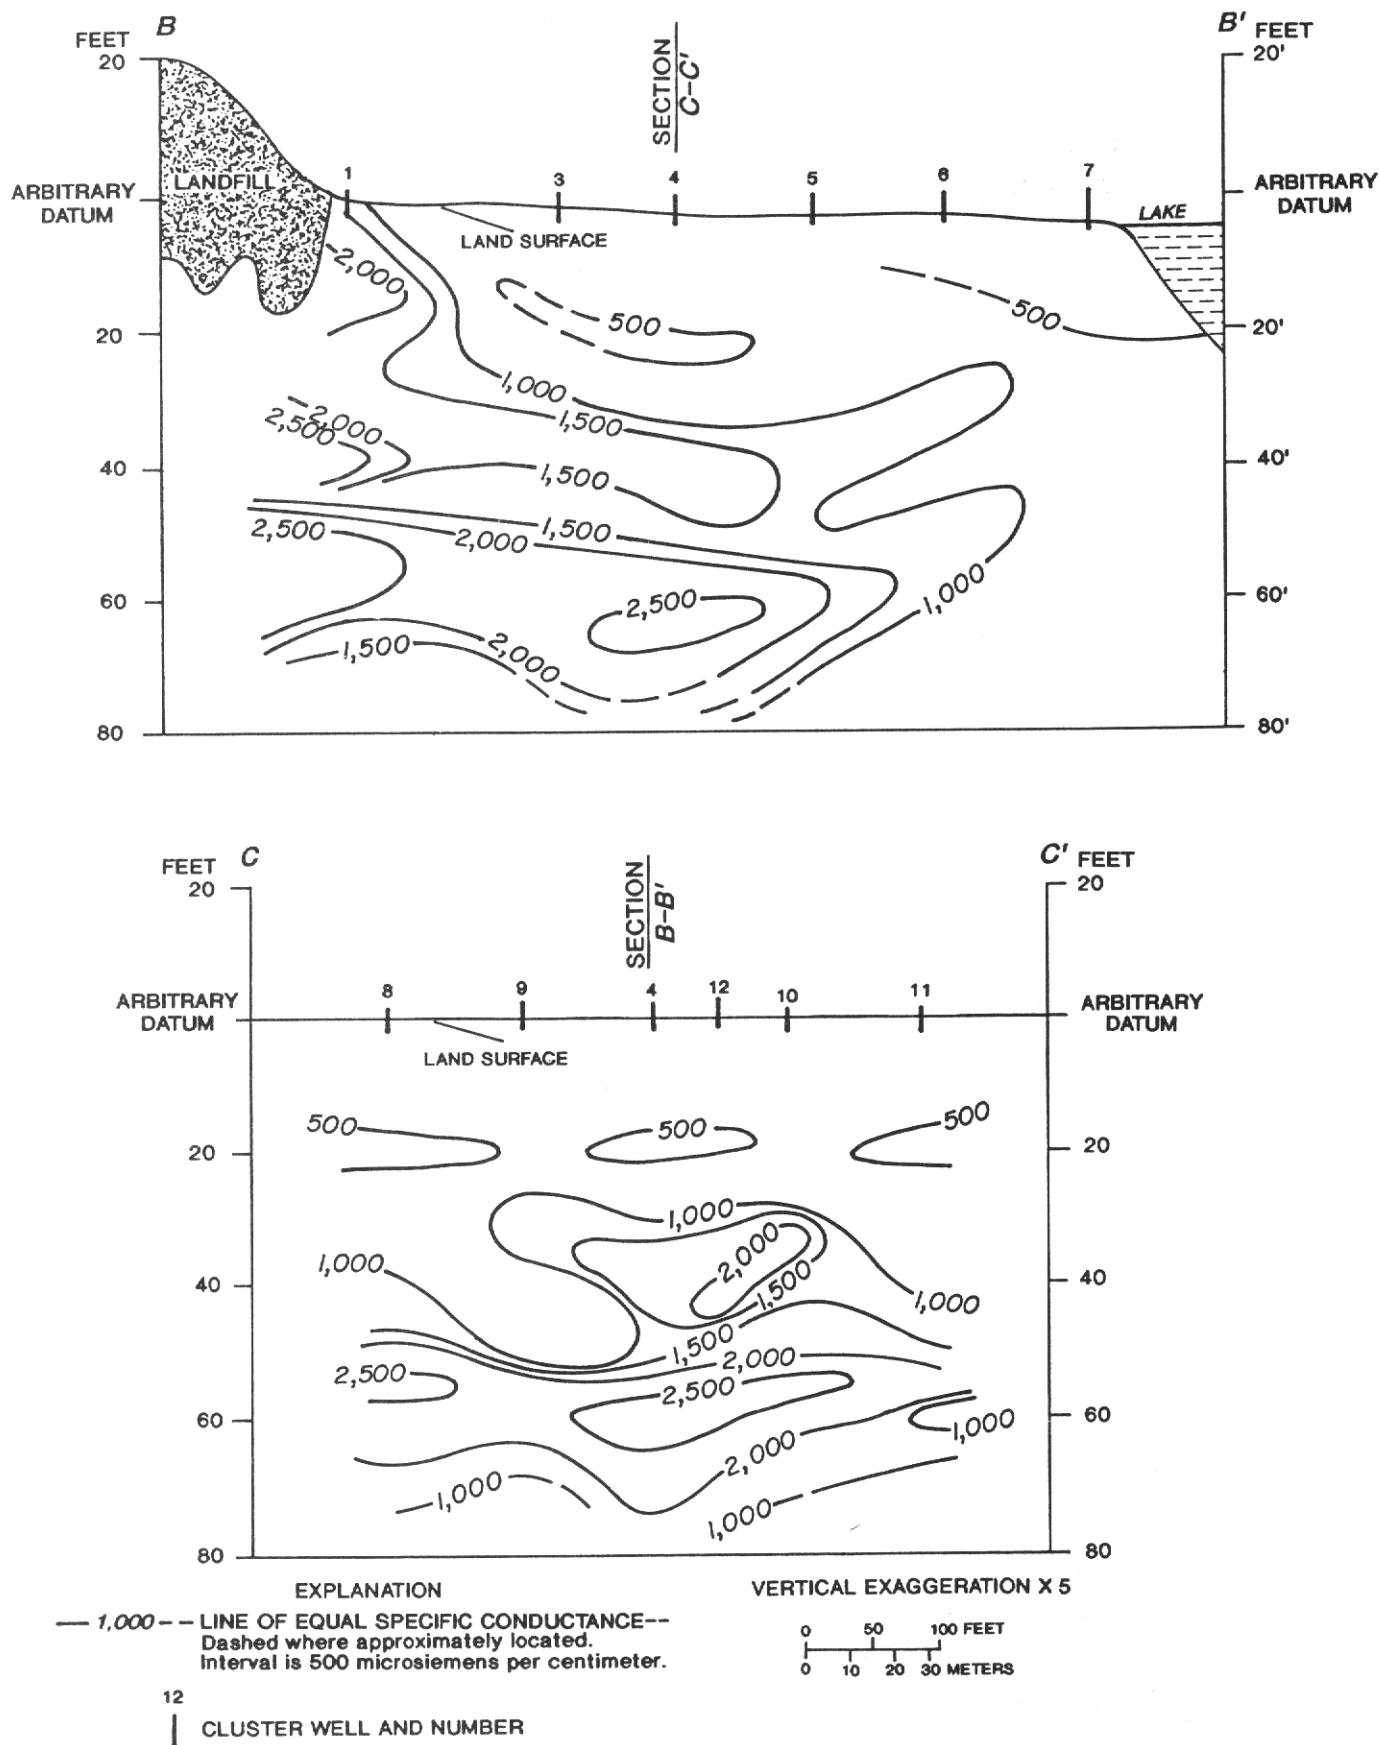 B
B'
FEET
FEET
20
20'
SECTION
C-C'
1
3
4
5
6
7
LANDFILL
ARBITRARY
DATUM
ARBITRARY
DATUM
LAKE
LAND SURFACE
2,000
500
500
20
20'
1,000
1,500
2,000
2,500
40
40'
1,500
1,500
2,500
2,000
1,000
60
60'
2,500
1,500
2,000
80
80'
C
C'
FEET
FEET
20
20
SECTION
B-B'
8
9
4
12
10
11
ARBITRARY
DATUM
ARBITRARY
DATUM
LAND SURFACE
500
500
500
20
20
1,000
1,000
2,000
1,500
1,000
40
40
1,500
2,000
2,500
2,500
60
60
1,000
2,000
1,000
1,000
80
80
EXPLANATION
VERTICAL EXAGGERATION X 5
— 1,000 – – LINE OF EQUAL SPECIFIC CONDUCTANCE--
Dashed where approximately located.
Interval is 500 microsiemens per centimeter.
0 50 100 FEET
0 10 20 30 METERS
12
CLUSTER WELL AND NUMBER